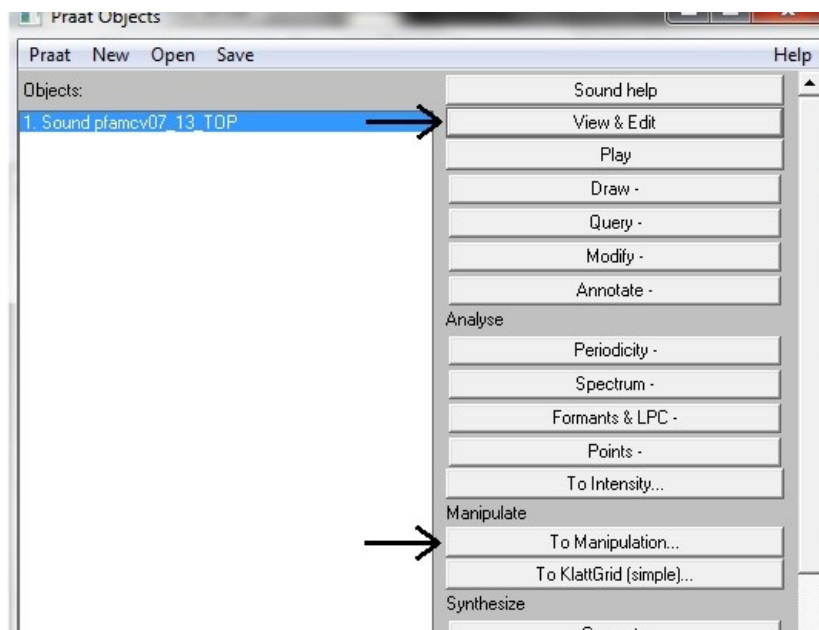 Praat Objects
Praat New Open Save Help
Objects:
1. Sound pfamcv07_13_TOP
Sound help
View & Edit
Play
Draw -
Query -
Modify -
Annotate -
Analyse
Periodicity -
Spectrum -
Formants & LPC -
Points -
To Intensity...
Manipulate
To Manipulation...
To KlattGrid (simple)...
Synthesize